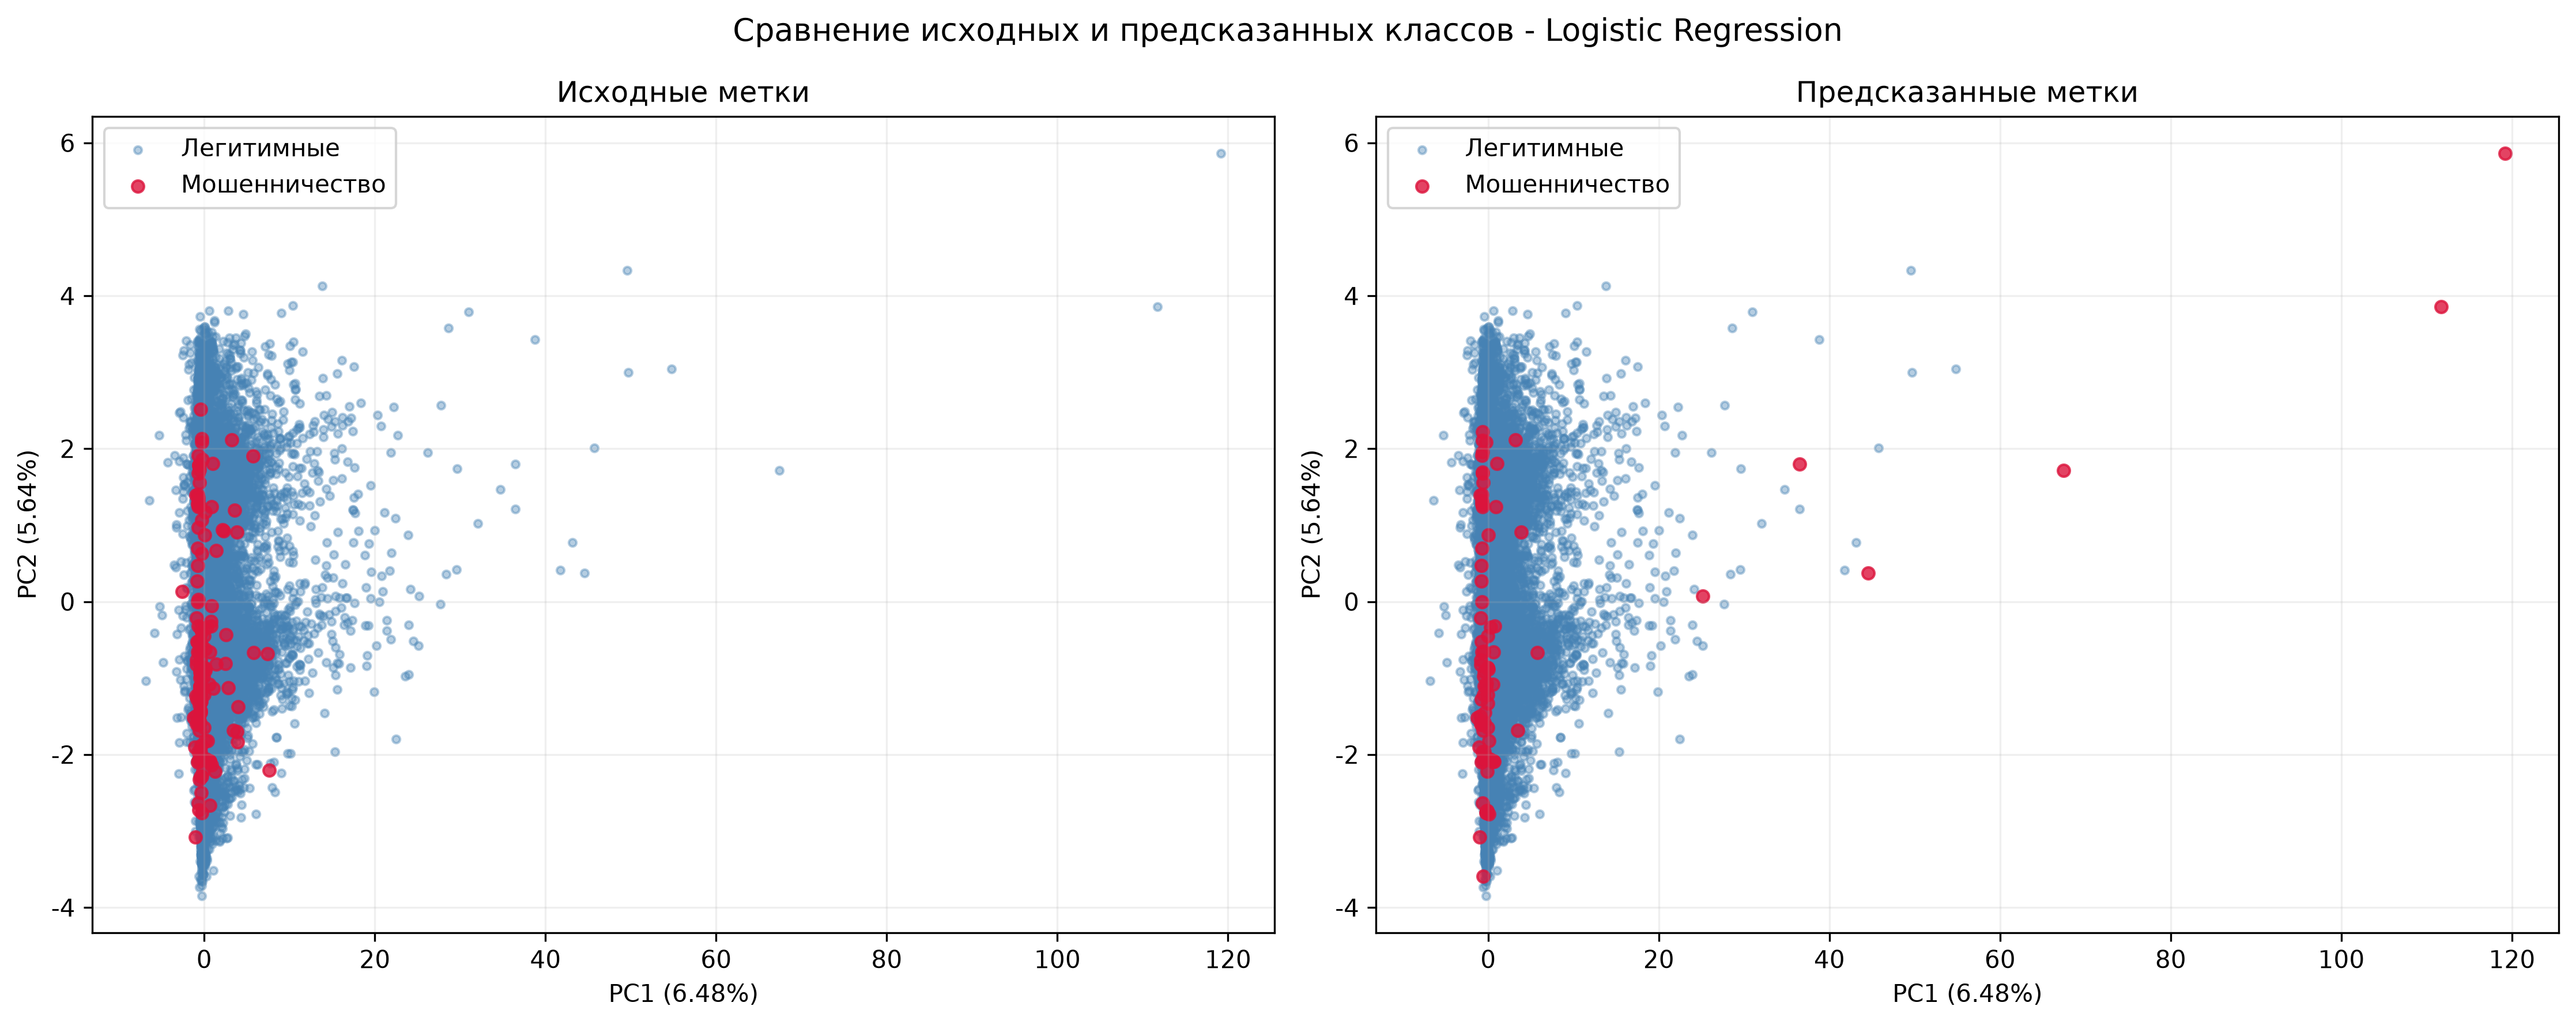 Сравнение исходных и предсказанных классов - Logistic Regression
Исходные метки
Легитимные
Мошенничество
6
4
2
0
-2
-4
PC2 (5.64%)
0
20
40
60
80
100
120
PC1 (6.48%)
Предсказанные метки
Легитимные
Мошенничество
6
4
2
0
-2
-4
PC2 (5.64%)
0
20
40
60
80
100
120
PC1 (6.48%)